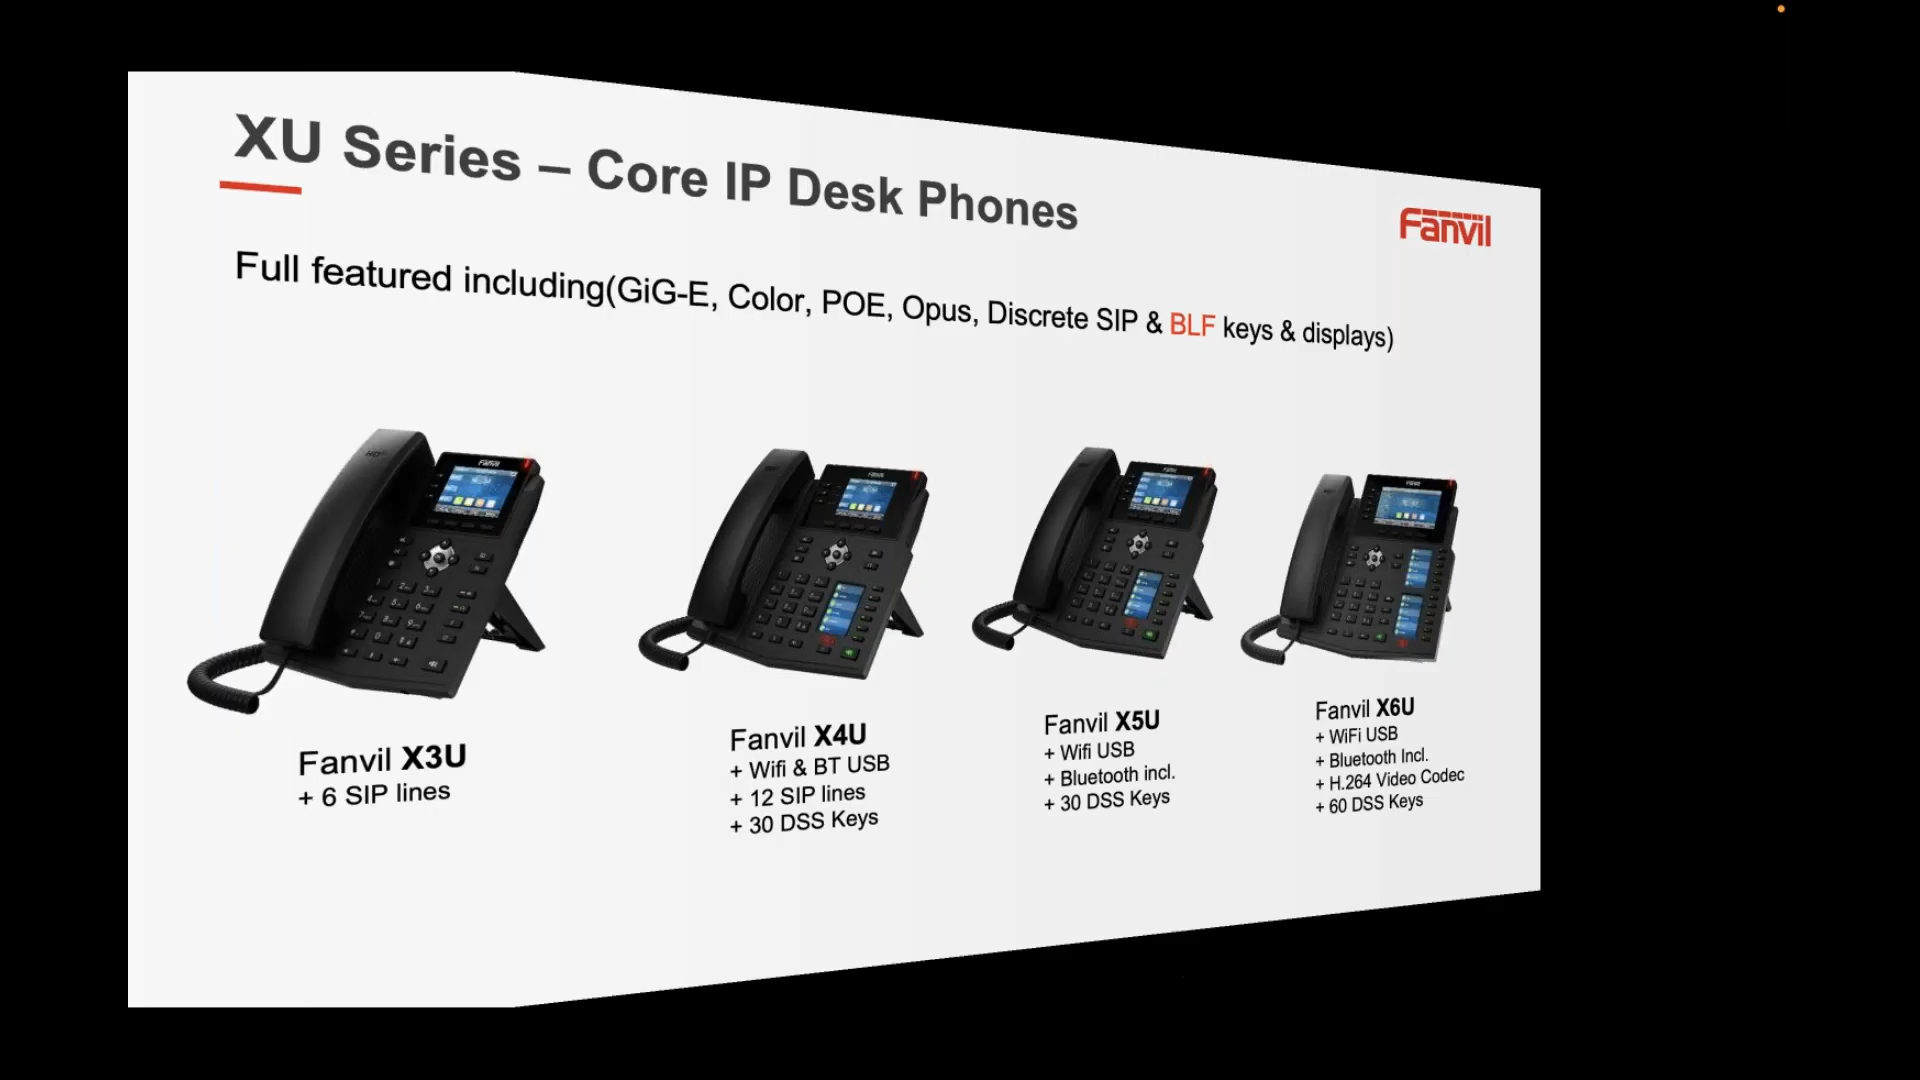 XU Series – Core IP Desk Phones
Fanvil
Full featured including(GiG-E, Color, POE, Opus, Discrete SIP & BLF keys & displays)
Fanvil X3U
+ 6 SIP lines
Fanvil X4U
+ Wifi & BT USB
+ 12 SIP lines
+ 30 DSS Keys
Fanvil X5U
+ Wifi USB
+ Bluetooth incl.
+ 30 DSS Keys
Fanvil X6U
+ WiFi USB
+ Bluetooth Incl.
+ H.264 Video Codec
+ 60 DSS Keys